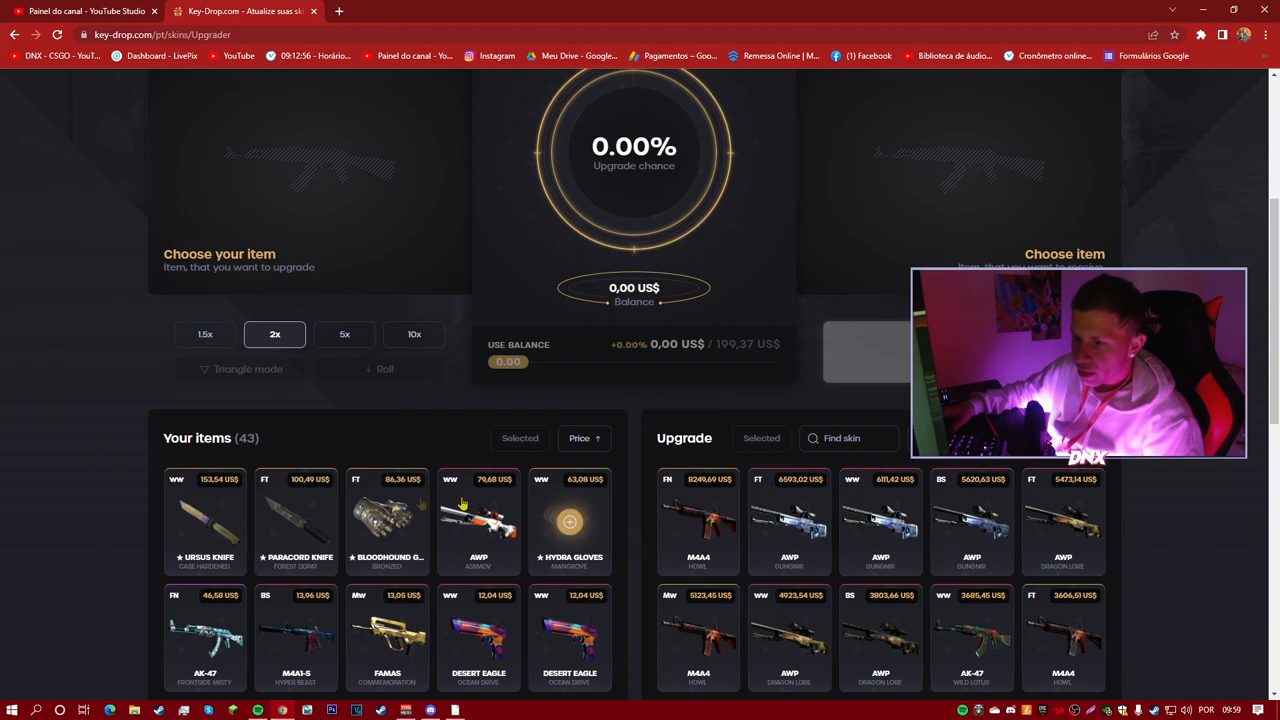 Painel do canal - YouTube Studio
Key-Drop.com - Atualize suas ski
key-drop.com/pt/skins/Upgrader
DNX - CSGO - YouT...
Dashboard - LivePix
YouTube
09:12:56 - Horário...
Painel do canal - Yo...
Instagram
Meu Drive - Google...
Pagamentos – Goo...
Remessa Online | M...
(3) Facebook
Biblioteca de áudio...
Cronômetro online...
Formulários Google
0.00%
Upgrade chance
Choose your item
Item, that you want to upgrade
Choose item
Item, that you want to receive
0,00 US$
Balance
1.5x
2x
5x
10x
USE BALANCE
+0.00% 0,00 US$ / 199,37 US$
0.00
Triangle mode
Roll
Your items (43)
Selected
Price
Upgrade
Selected
Find skin
DNX
WW 153,54 US$
★ URSUS KNIFE
CASE HARDENED
FT 100,49 US$
★ PARACORD KNIFE
FOREST DDPAT
FT 86,36 US$
★ BLOODHOUND G...
BRONZED
WW 79,68 US$
AWP
ASIIMOV
WW 63,08 US$
★ HYDRA GLOVES
MANGROVE
FN 8249,69 US$
M4A4
HOWL
FT 6593,02 US$
AWP
GUNGNIR
WW 6111,42 US$
AWP
GUNGNIR
BS 5620,63 US$
AWP
GUNGNIR
FT 5473,14 US$
AWP
DRAGON LORE
FN 46,58 US$
AK-47
FRONTSIDE MISTY
BS 13,96 US$
M4A1-S
HYPER BEAST
MW 13,05 US$
FAMAS
COMMEMORATION
WW 12,04 US$
DESERT EAGLE
OCEAN DRIVE
WW 12,04 US$
DESERT EAGLE
OCEAN DRIVE
MW 5123,45 US$
M4A4
HOWL
WW 4923,54 US$
AWP
DRAGON LORE
BS 3803,66 US$
AWP
DRAGON LORE
WW 3685,45 US$
AK-47
WILD LOTUS
FT 3606,51 US$
M4A4
HOWL
POR
09:59